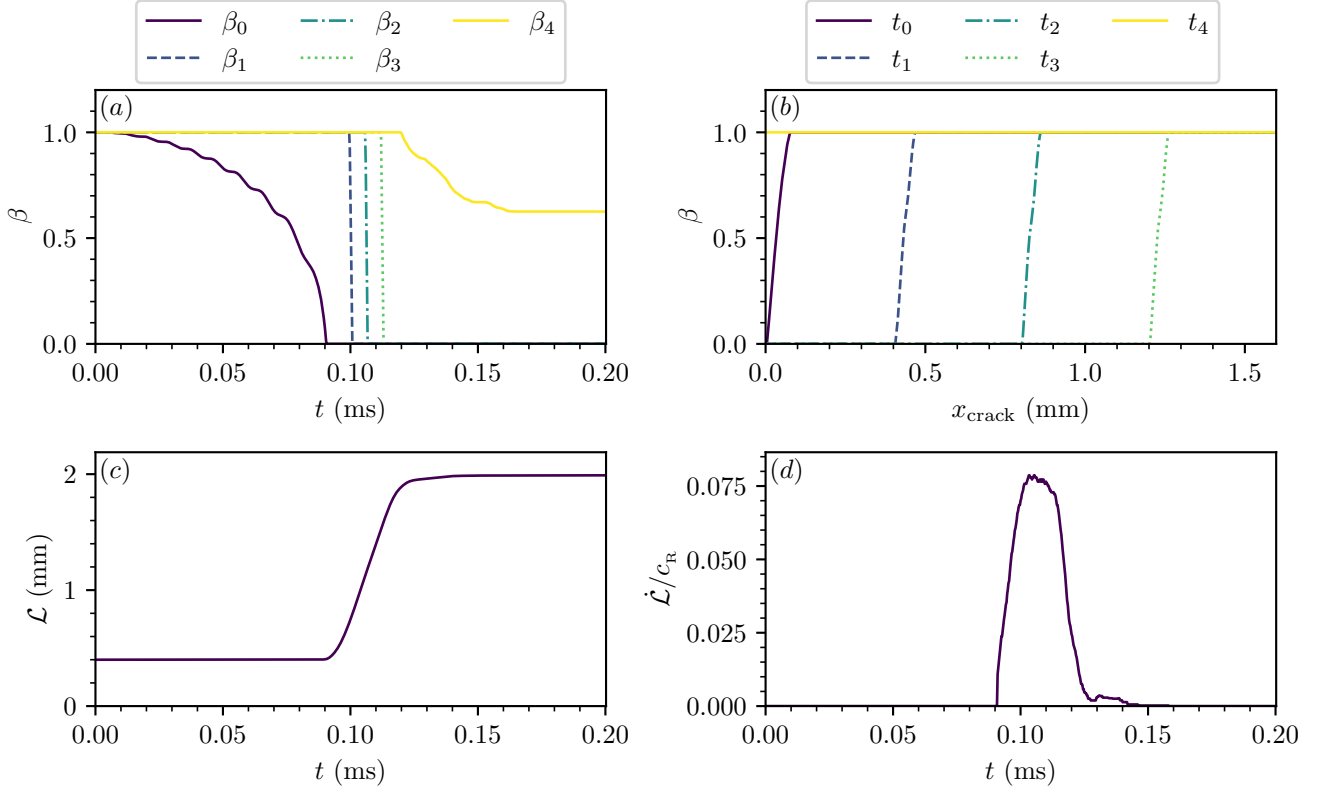 β₀ β₂ β₄
β₁ β₃
(a)
β
1.0
0.5
0.0
0.00 0.05 0.10 0.15 0.20
t (ms)
t₀ t₂ t₄
t₁ t₃
(b)
β
1.0
0.5
0.0
0.0 0.5 1.0 1.5
x_crack (mm)
(c)
ℒ (mm)
2
1
0
0.00 0.05 0.10 0.15 0.20
t (ms)
(d)
ℒ̇/c_R
0.075
0.050
0.025
0.000
0.00 0.05 0.10 0.15 0.20
t (ms)